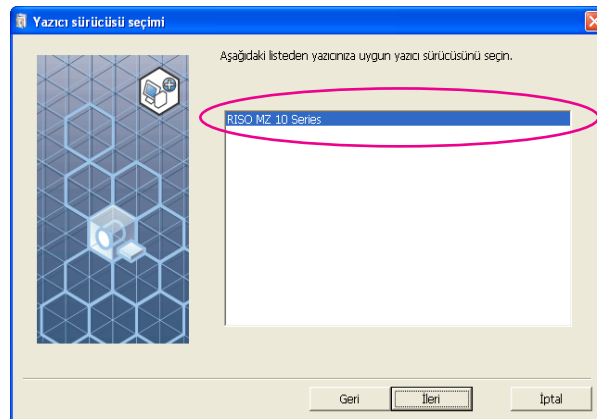 Yazıcı sürücüsü seçimi
Aşağıdaki listeden yazıcınıza uygun yazıcı sürücüsünü seçin.
RISO MZ 10 Series
Geri İleri İptal